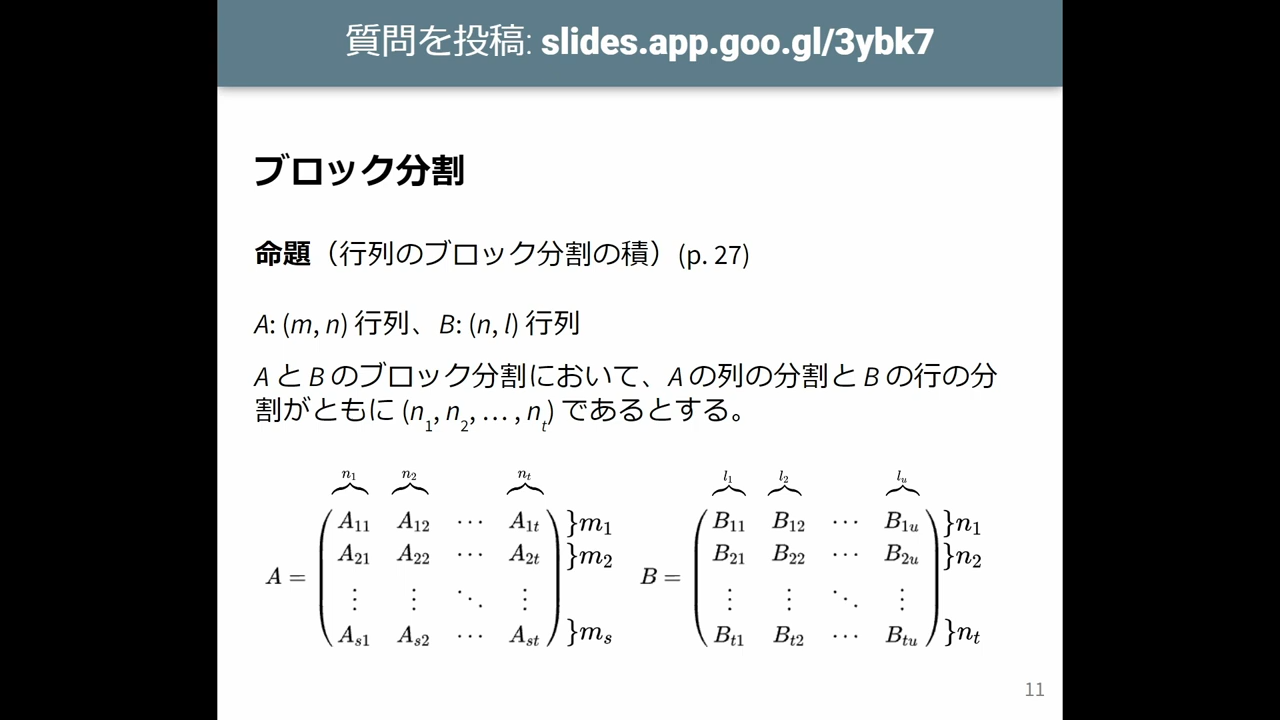 質問を投稿: slides.app.goo.gl/3ybk7
ブロック分割
命題（行列のブロック分割の積）(p. 27)
A: (m, n) 行列、B: (n, l) 行列
A と B のブロック分割において、A の列の分割と B の行の分
割がともに (n₁, n₂, … , nₜ) であるとする。
n₁ n₂ nₜ
A₁₁ A₁₂ ⋯ A₁ₜ }m₁
A₂₁ A₂₂ ⋯ A₂ₜ }m₂
A =
⋮ ⋮ ⋱ ⋮
Aₛ₁ Aₛ₂ ⋯ Aₛₜ }mₛ
l₁ l₂ lᵤ
B₁₁ B₁₂ ⋯ B₁ᵤ }n₁
B₂₁ B₂₂ ⋯ B₂ᵤ }n₂
B =
⋮ ⋮ ⋱ ⋮
Bₜ₁ Bₜ₂ ⋯ Bₜᵤ }nₜ
11